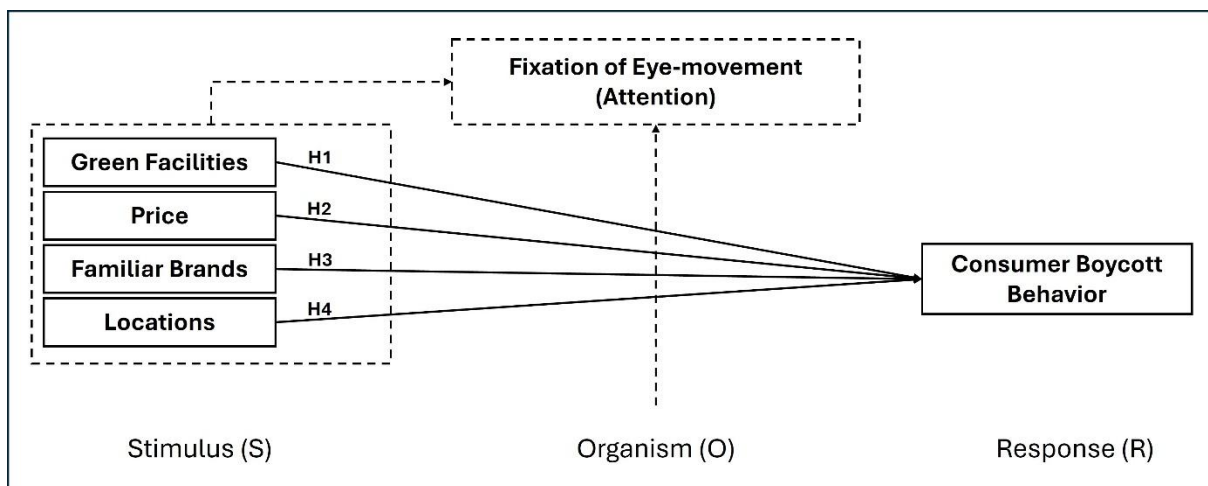 Fixation of Eye-movement
(Attention)
Green Facilities
H1
Price
H2
Familiar Brands
H3
Locations
H4
Consumer Boycott
Behavior
Stimulus (S)
Organism (O)
Response (R)